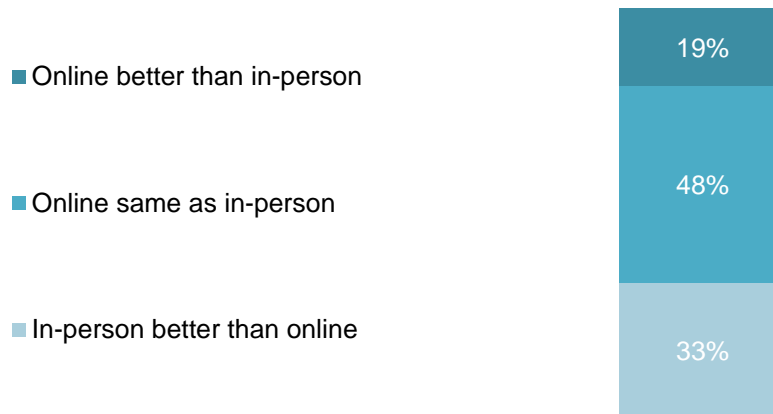 19%
Online better than in-person
48%
Online same as in-person
In-person better than online
33%